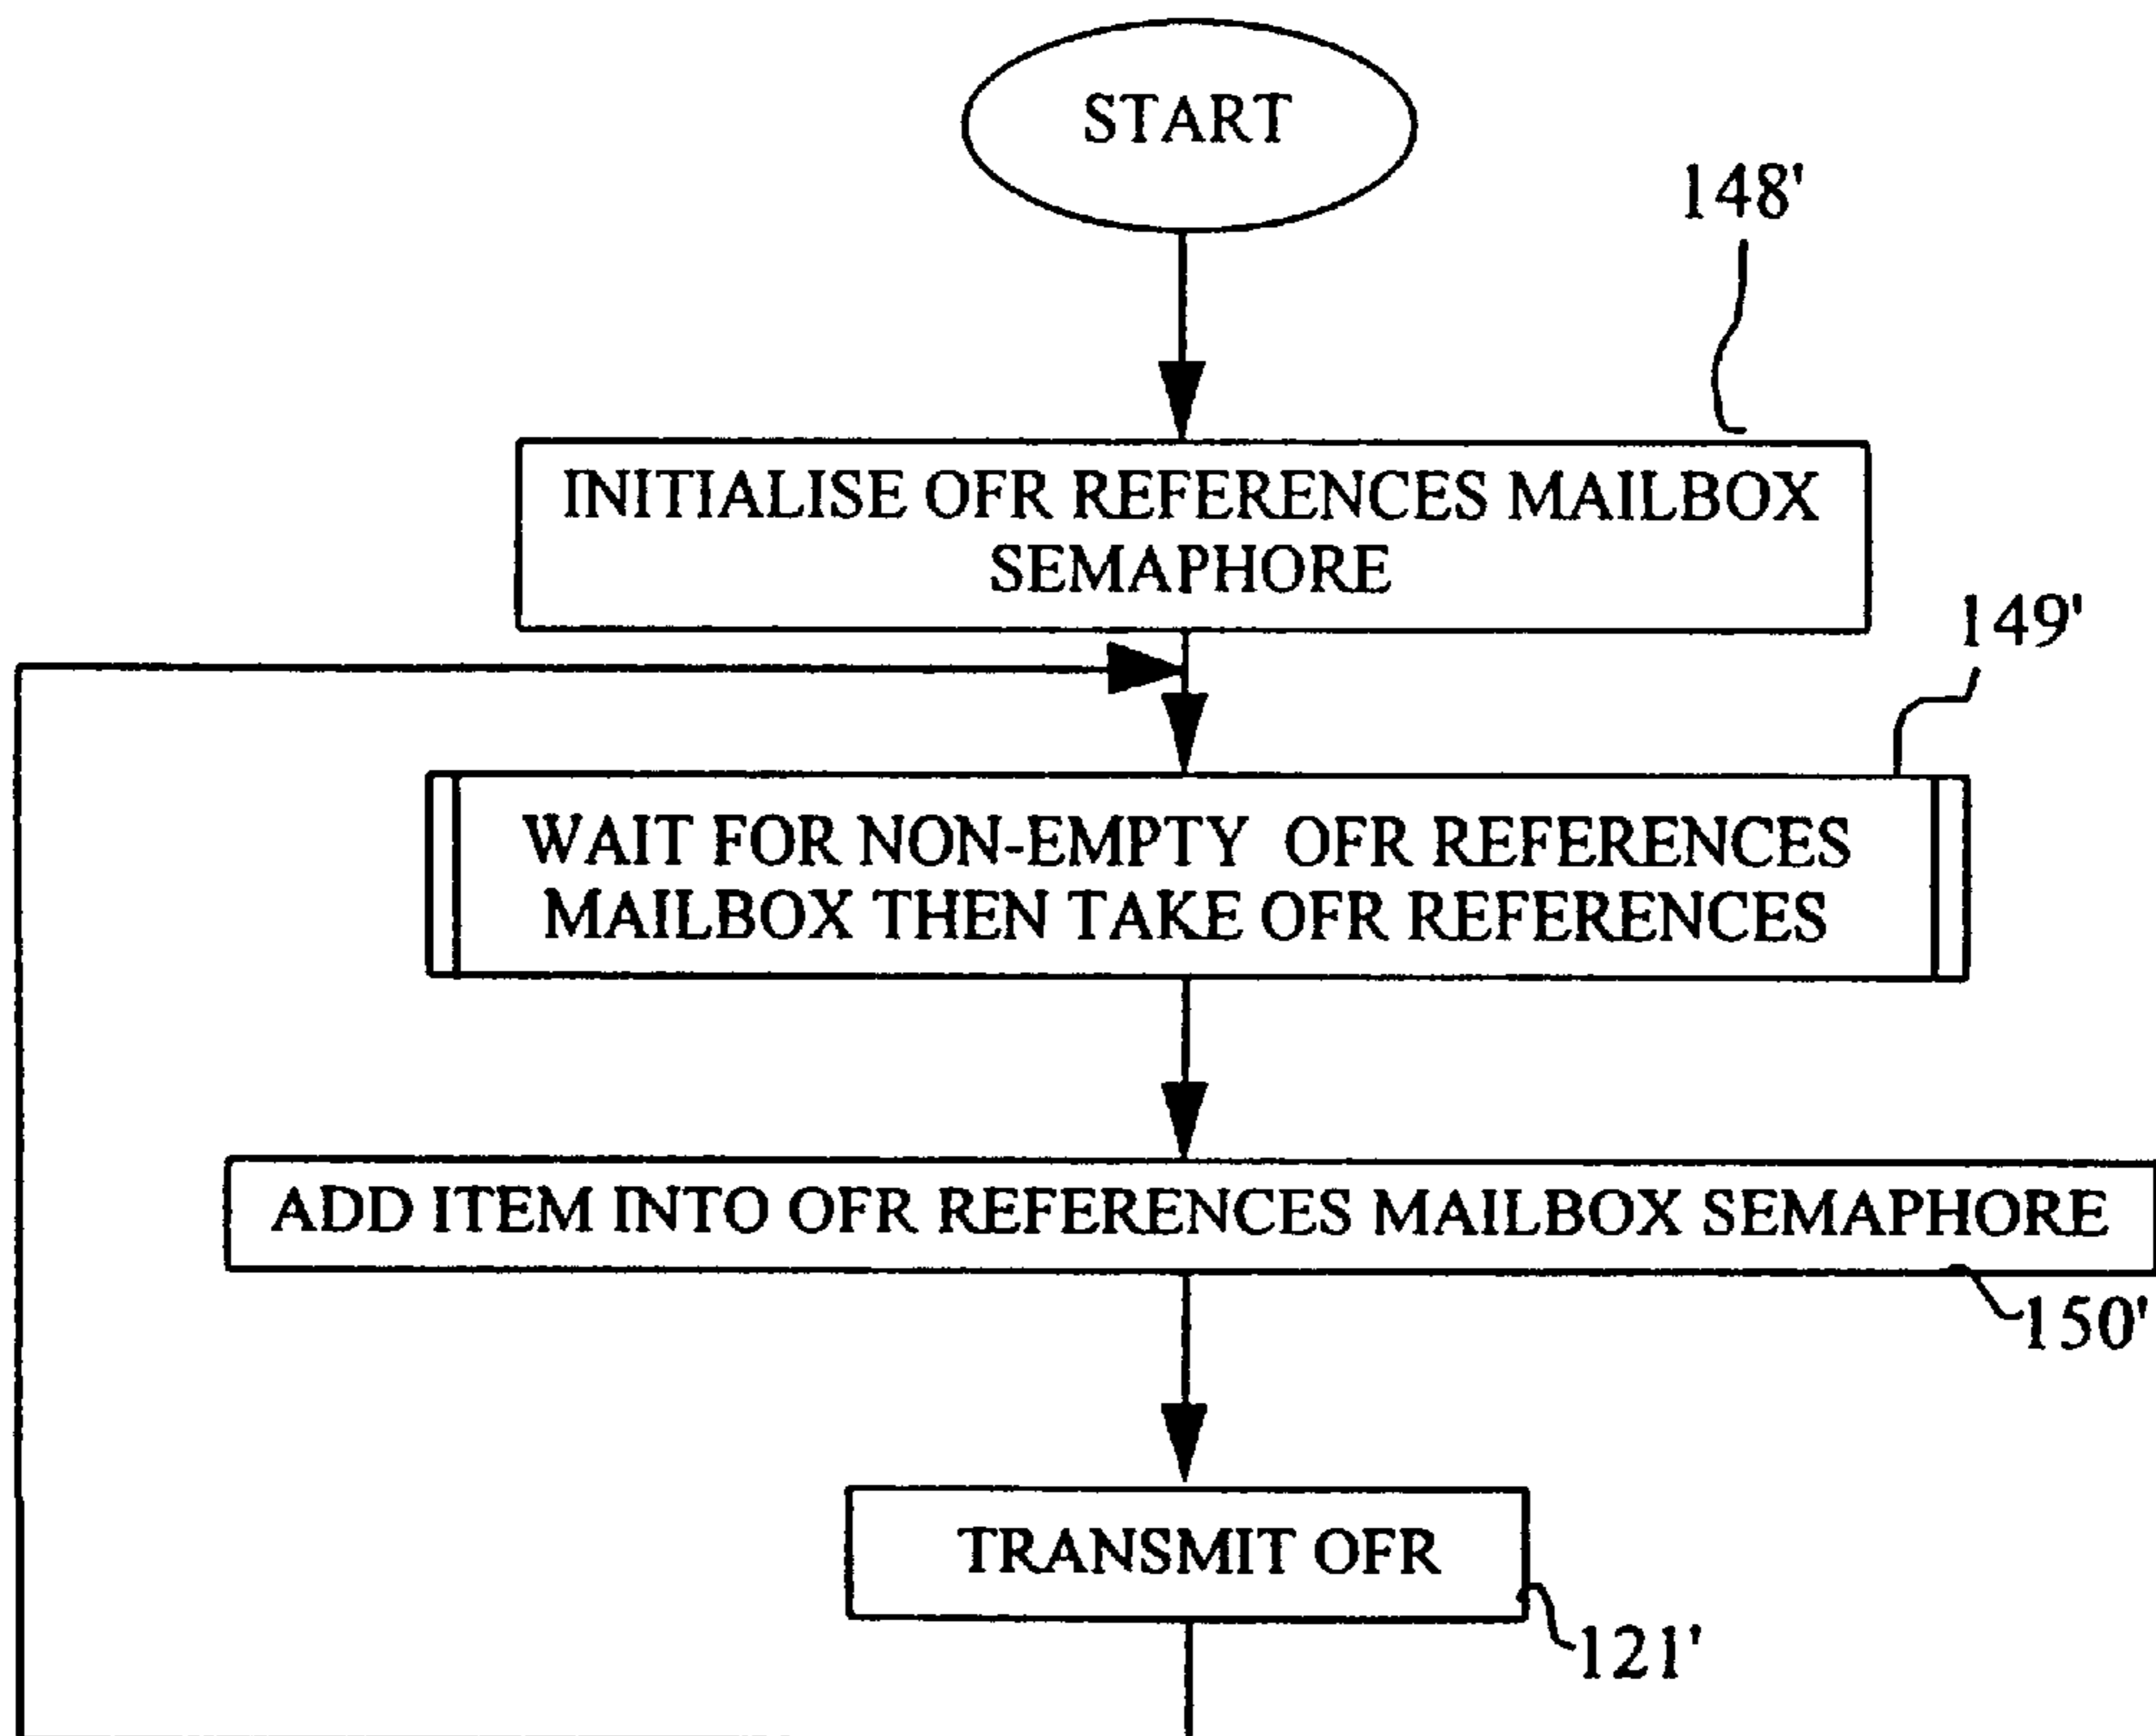 START
148'
INITIALISE OFR REFERENCES MAILBOX
SEMAPHORE
149'
WAIT FOR NON-EMPTY OFR REFERENCES
MAILBOX THEN TAKE OFR REFERENCES
ADD ITEM INTO OFR REFERENCES MAILBOX SEMAPHORE
150'
TRANSMIT OFR
121'